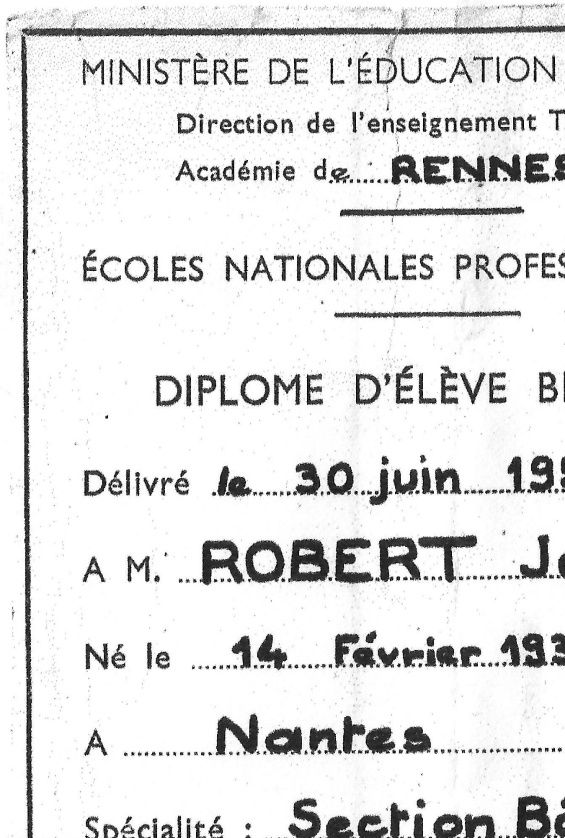 MINISTÈRE DE L'ÉDUCATION
Direction de l'enseignement T
Académie de RENNES
ÉCOLES NATIONALES PROFES
DIPLOME D'ÉLÈVE B
Délivré le 30 juin 19
A M. ROBERT J
Né le 14 Février 193
A Nantes
Spécialité : Section B